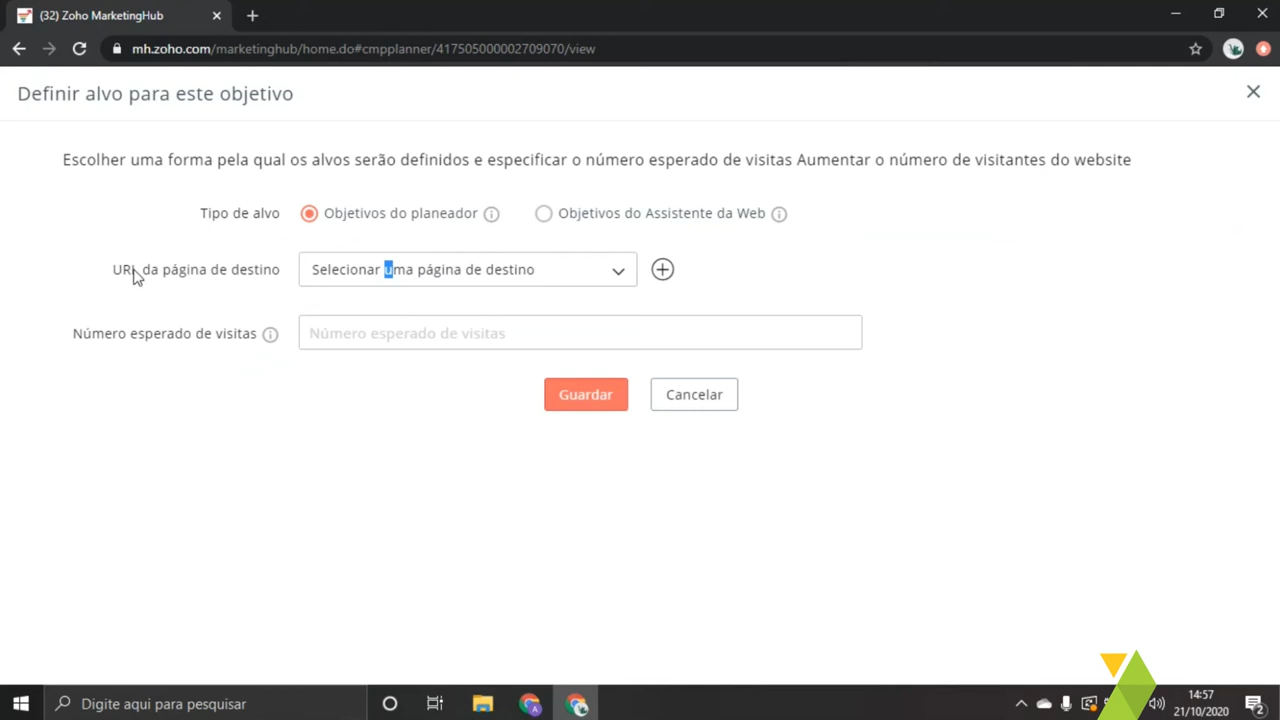 (32) Zoho MarketingHub
mh.zoho.com/marketinghub/home.do#cmpplanner/417505000002709070/view
Definir alvo para este objetivo
Escolher uma forma pela qual os alvos serão definidos e especificar o número esperado de visitas Aumentar o número de visitantes do website
Tipo de alvo Objetivos do planeador Objetivos do Assistente da Web
URL da página de destino Selecionar uma página de destino
Número esperado de visitas Número esperado de visitas
Guardar Cancelar
Digite aqui para pesquisar
14:57
21/10/2020
2